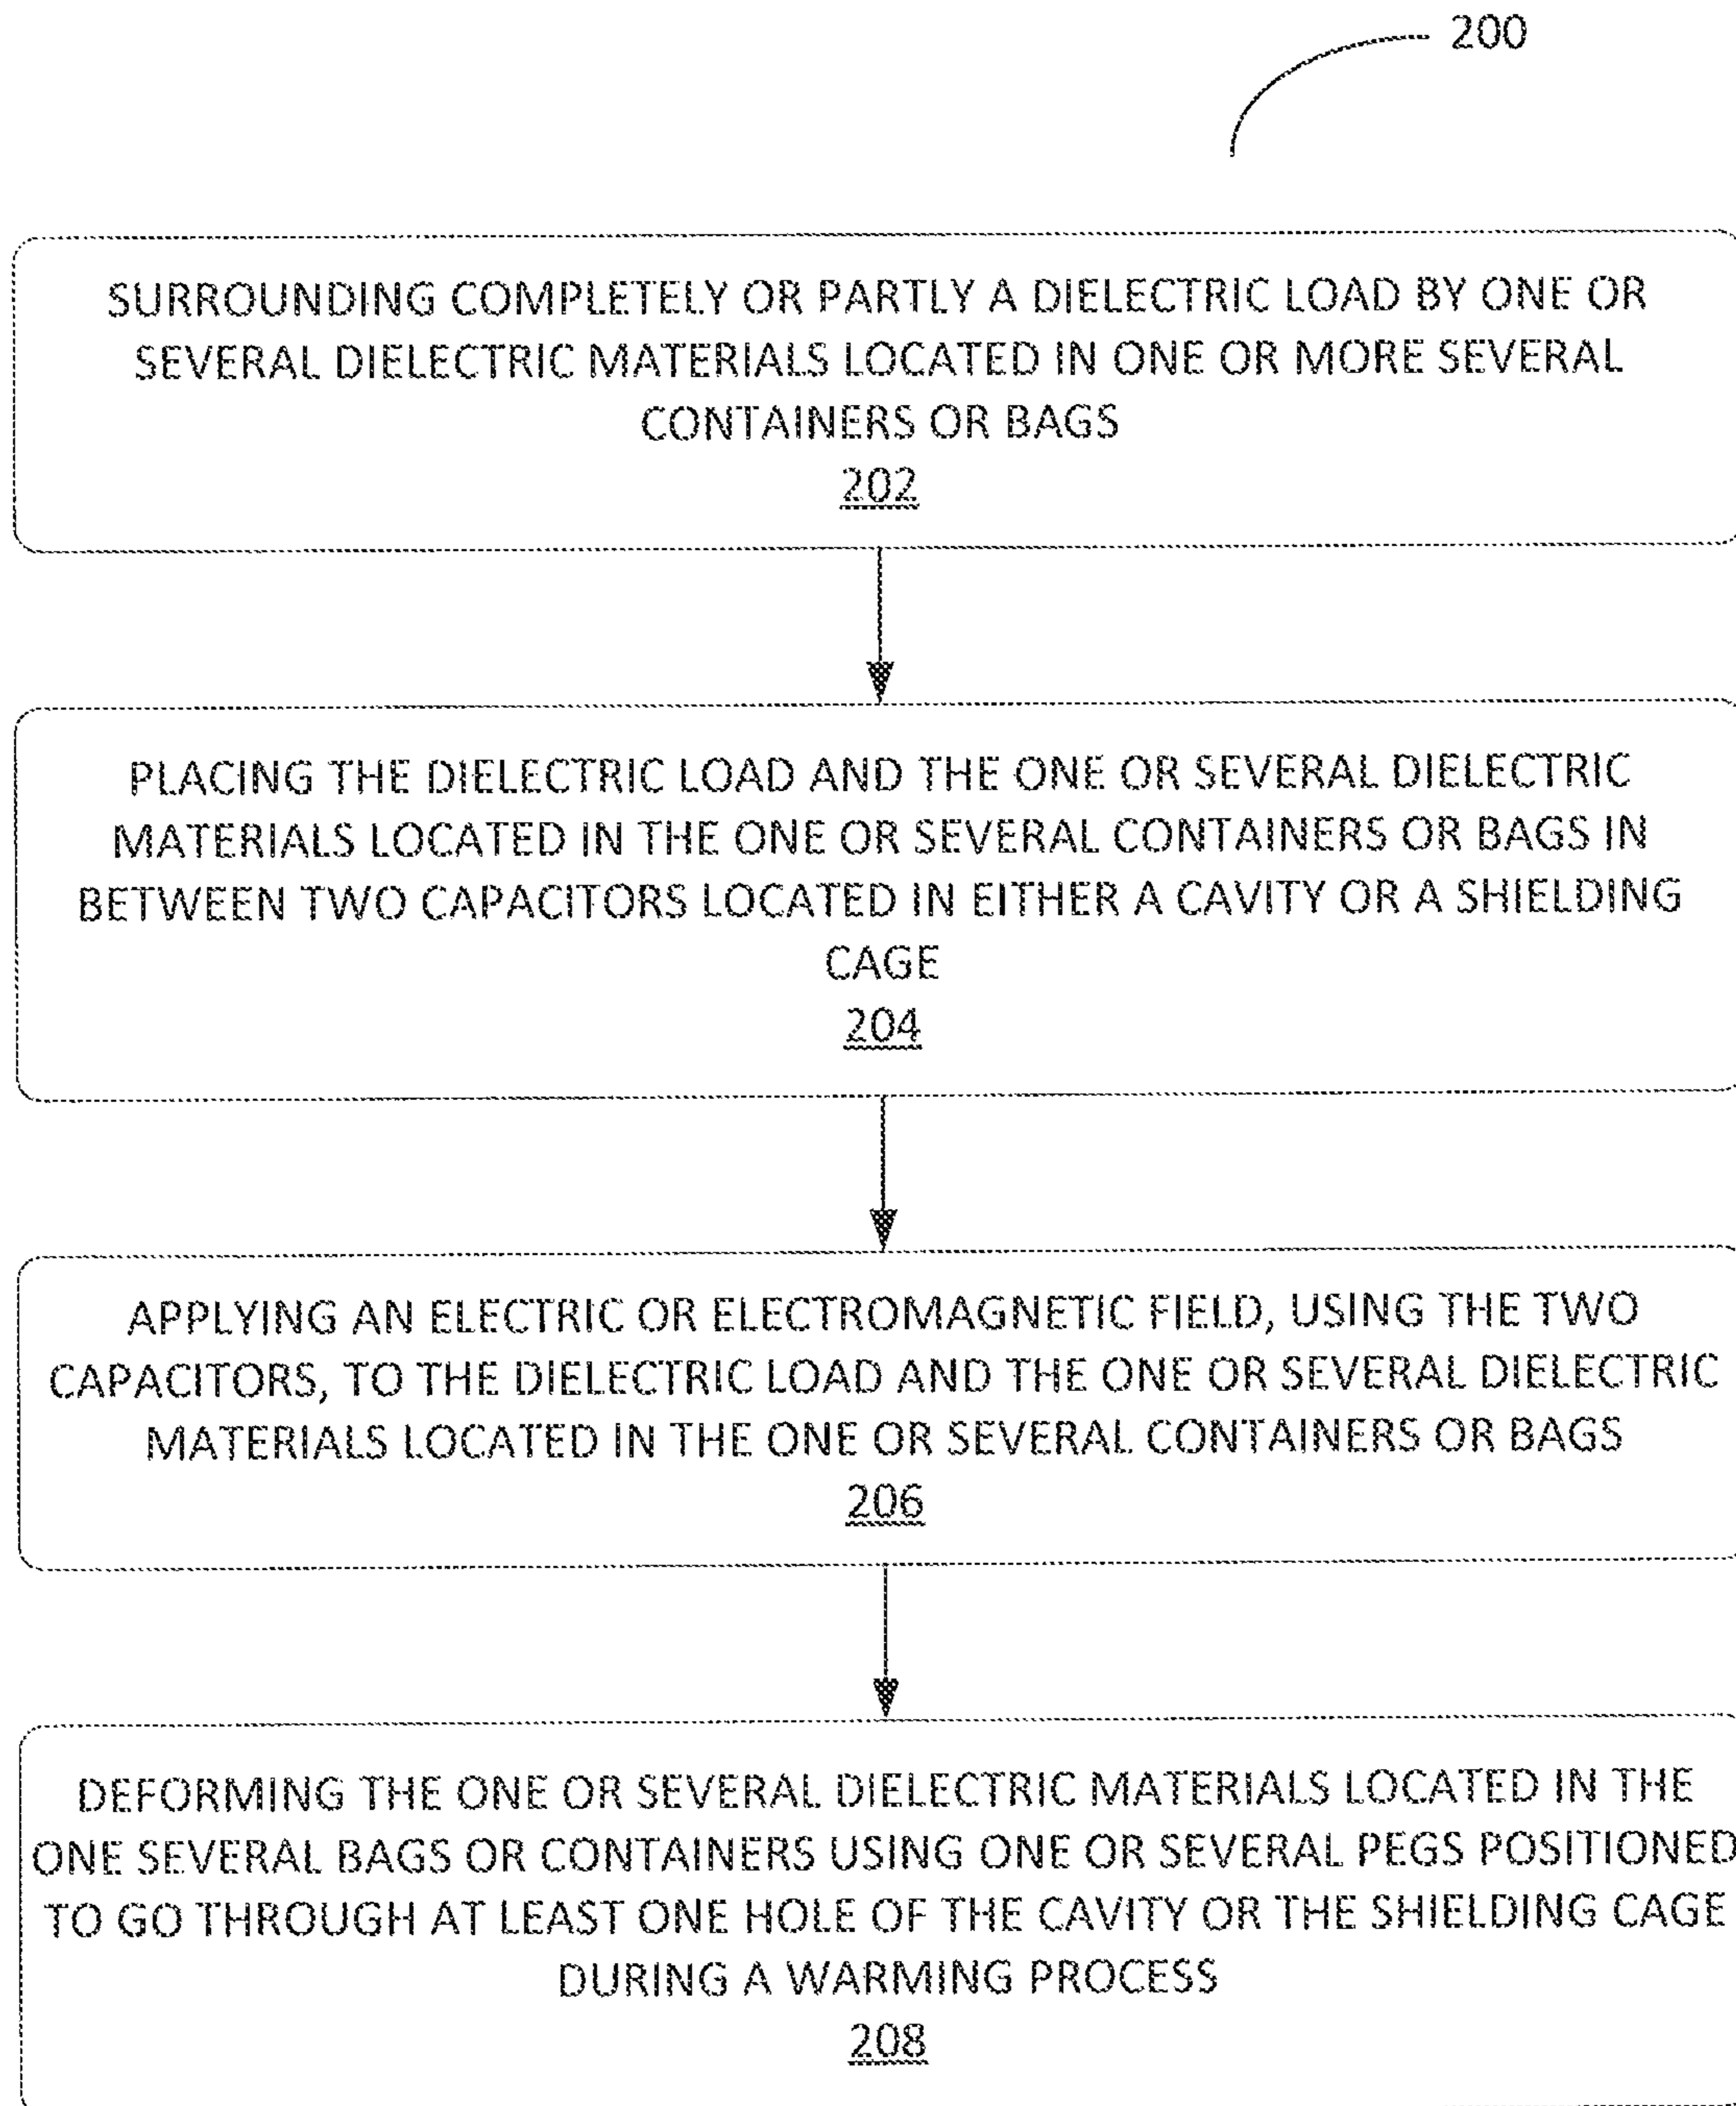 200
SURROUNDING COMPLETELY OR PARTLY A DIELECTRIC LOAD BY ONE OR
SEVERAL DIELECTRIC MATERIALS LOCATED IN ONE OR MORE SEVERAL
CONTAINERS OR BAGS
202
PLACING THE DIELECTRIC LOAD AND THE ONE OR SEVERAL DIELECTRIC
MATERIALS LOCATED IN THE ONE OR SEVERAL CONTAINERS OR BAGS IN
BETWEEN TWO CAPACITORS LOCATED IN EITHER A CAVITY OR A SHIELDING
CAGE
204
APPLYING AN ELECTRIC OR ELECTROMAGNETIC FIELD, USING THE TWO
CAPACITORS, TO THE DIELECTRIC LOAD AND THE ONE OR SEVERAL DIELECTRIC
MATERIALS LOCATED IN THE ONE OR SEVERAL CONTAINERS OR BAGS
206
DEFORMING THE ONE OR SEVERAL DIELECTRIC MATERIALS LOCATED IN THE
ONE SEVERAL BAGS OR CONTAINERS USING ONE OR SEVERAL PEGS POSITIONED
TO GO THROUGH AT LEAST ONE HOLE OF THE CAVITY OR THE SHIELDING CAGE
DURING A WARMING PROCESS
208